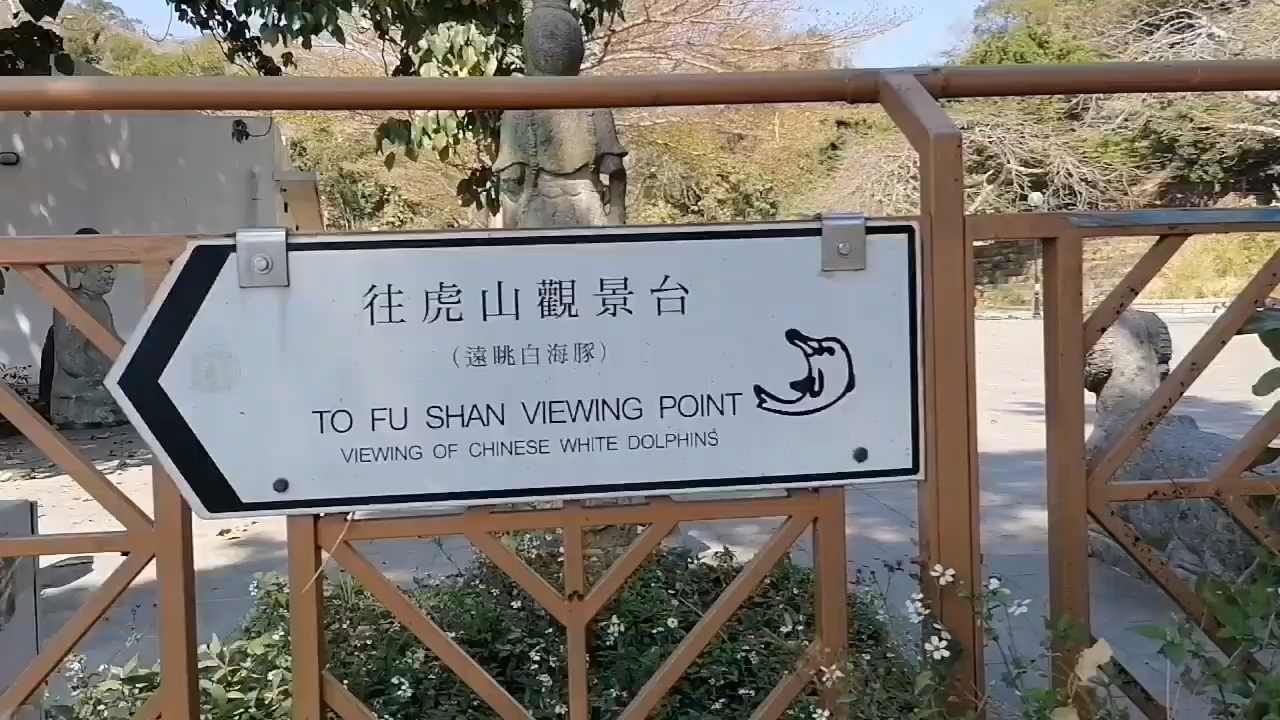 往虎山觀景台
(遠眺白海豚)
TO FU SHAN VIEWING POINT
VIEWING OF CHINESE WHITE DOLPHINS